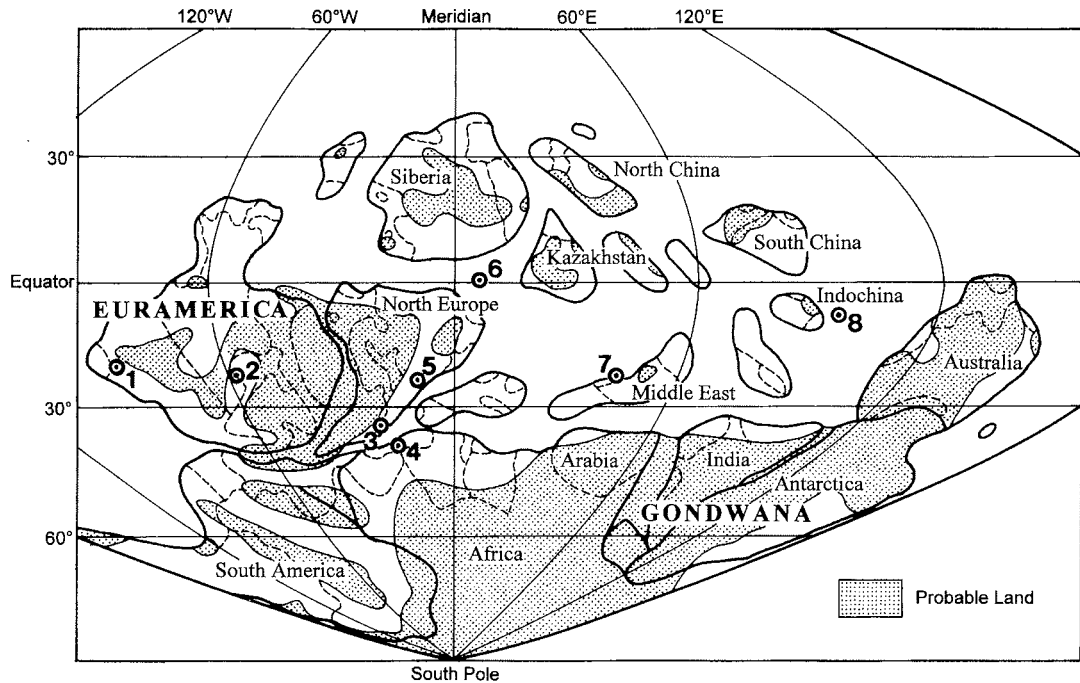 120°W 60°W Meridian 60°E 120°E
30°
Siberia
North China
South China
Kazakhstan
Equator
6
EURAMERICA
North Europe
Indochina
8
1
2
5
7
Middle East
Australia
30°
3
4
Arabia
India
Antarctica
GONDWANA
60°
Africa
South America
Probable Land
South Pole